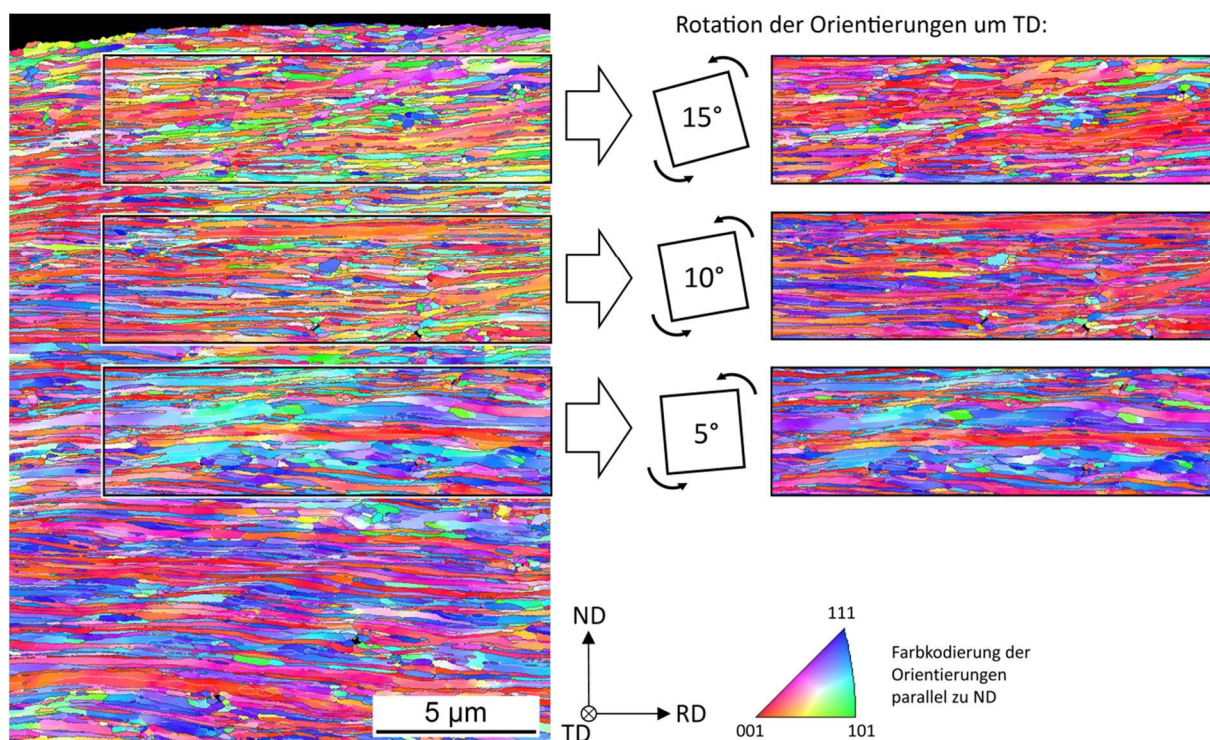 Rotation der Orientierungen um TD:
15°
10°
5°
5 µm
ND
TD
RD
111
001
101
Farbkodierung der
Orientierungen
parallel zu ND